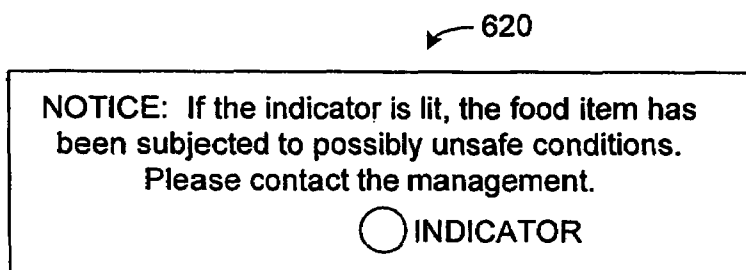 620
NOTICE: If the indicator is lit, the food item has
been subjected to possibly unsafe conditions.
Please contact the management.
INDICATOR